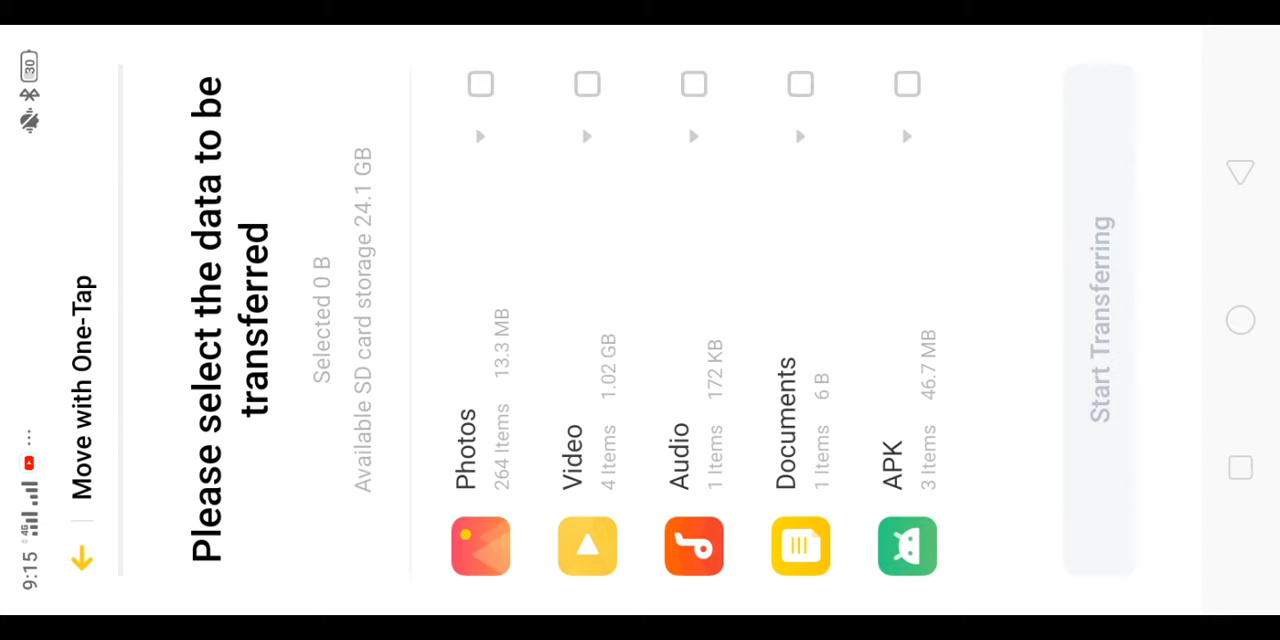 9:15 4G ... 30
Move with One-Tap
Please select the data to be
transferred
Selected 0 B
Available SD card storage 24.1 GB
Photos
264 Items 13.3 MB
Video
4 Items 1.02 GB
Audio
1 Items 172 KB
Documents
1 Items 6 B
APK
3 Items 46.7 MB
Start Transferring